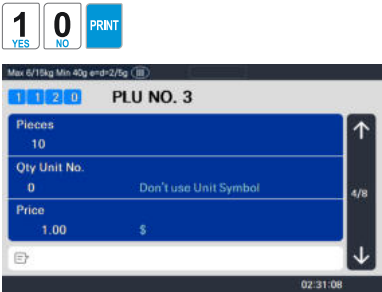 1 0 PRINT
YES NO
Max 6/15kg Min 40g e=d=2/5g (III)
1 1 2 0 PLU NO. 3
Pieces
10
Qty Unit No.
0 Don't use Unit Symbol
4/8
Price
1.00 $
02:31:08